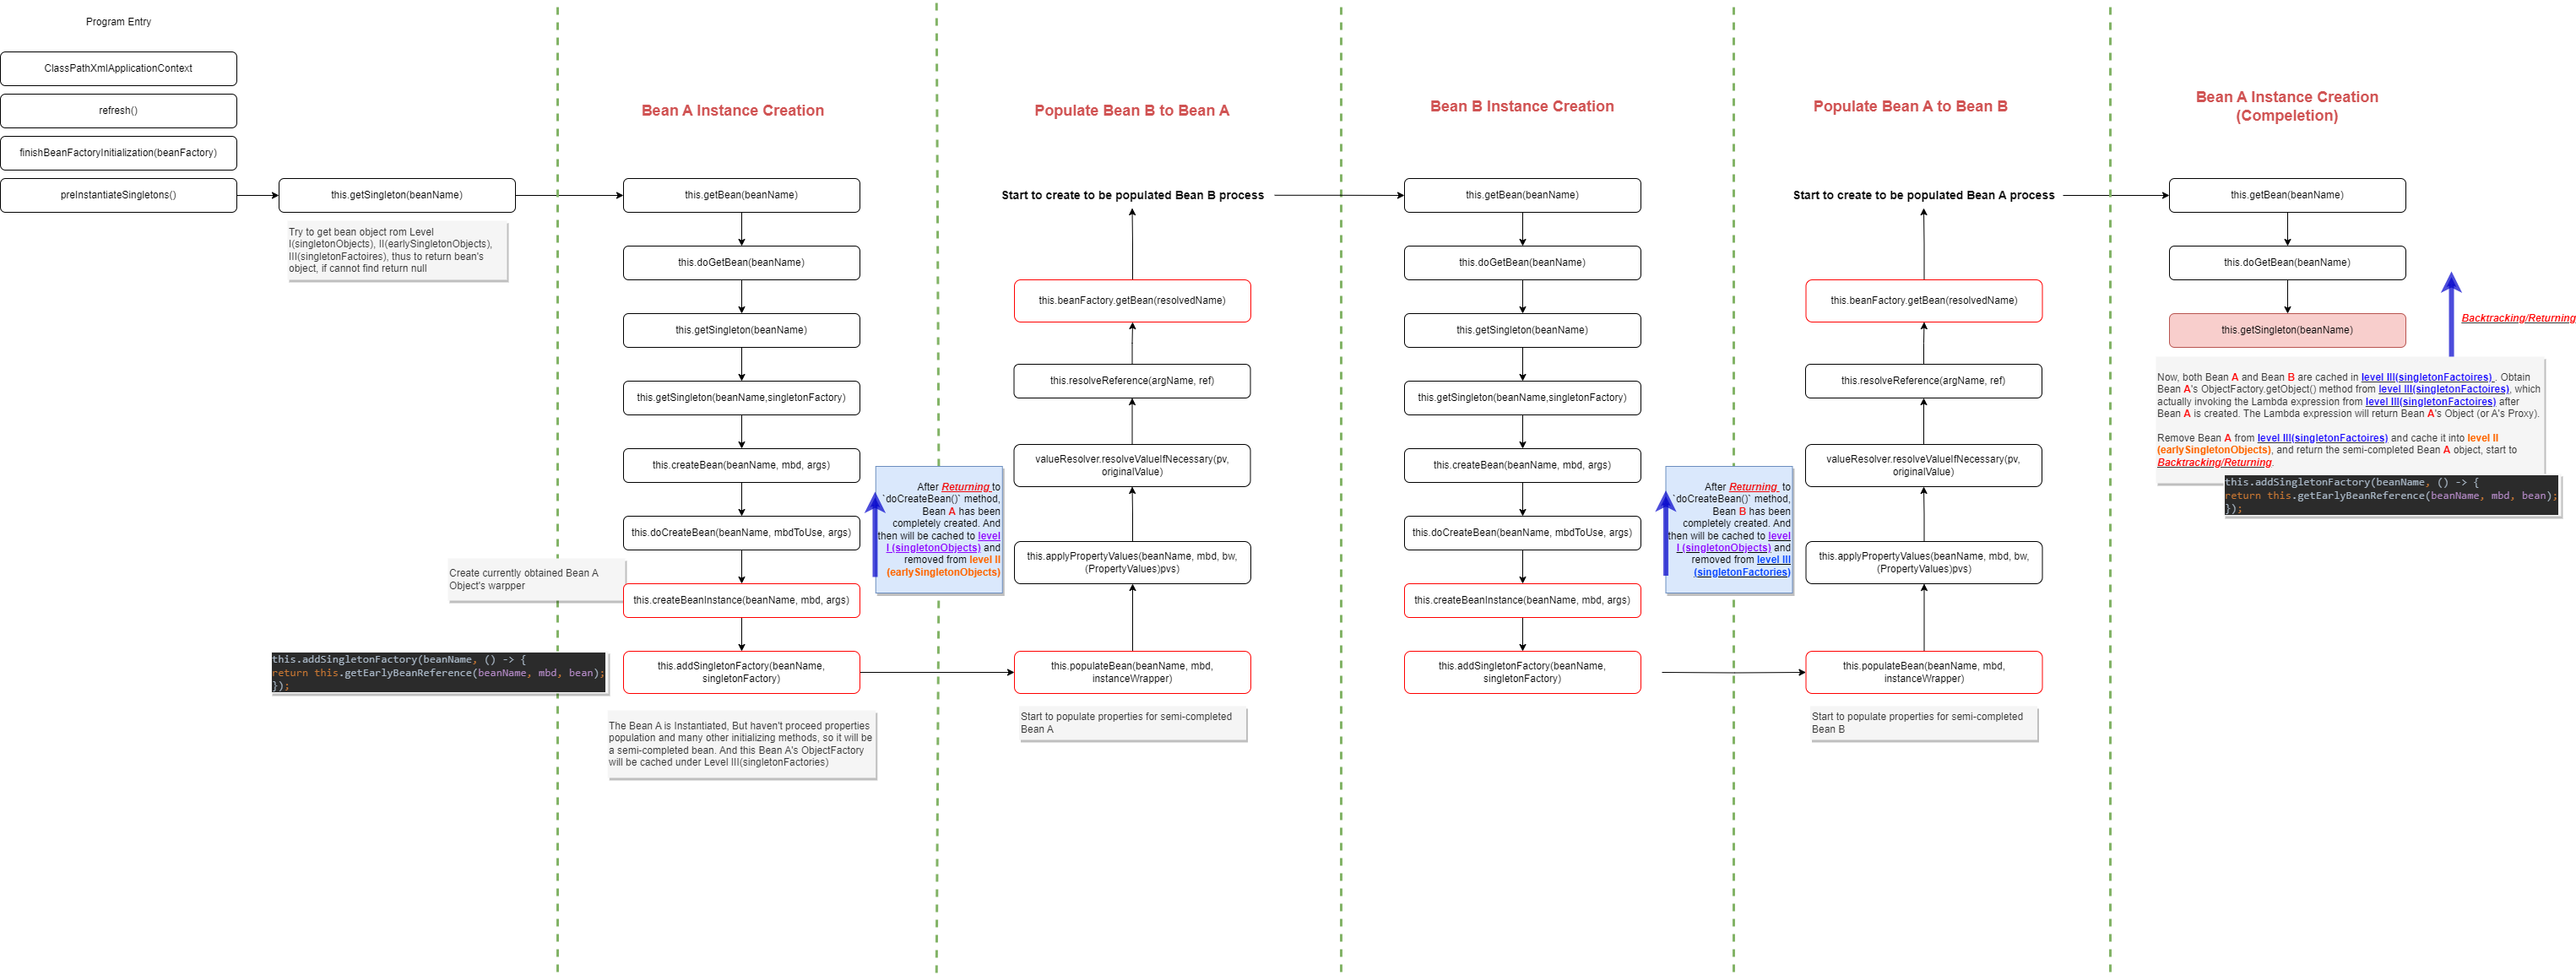 Program Entry
ClassPathXmlApplicationContext
refresh()
finishBeanFactoryInitialization(beanFactory)
preInstantiateSingletons()
this.getSingleton(beanName)
Try to get bean object rom Level
I(singletonObjects), II(earlySingletonObjects),
III(singletonFactoires), thus to return bean's
object, if cannot find return null
Bean A Instance Creation
this.getBean(beanName)
this.doGetBean(beanName)
this.getSingleton(beanName)
this.getSingleton(beanName,singletonFactory)
this.createBean(beanName, mbd, args)
this.doCreateBean(beanName, mbdToUse, args)
Create currently obtained Bean A
Object's warpper
this.createBeanInstance(beanName, mbd, args)
this.addSingletonFactory(beanName, () -> {
return this.getEarlyBeanReference(beanName, mbd, bean);
});
this.addSingletonFactory(beanName,
singletonFactory)
The Bean A is Instantiated, But haven't proceed properties
population and many other initializing methods, so it will be
a semi-completed bean. And this Bean A's ObjectFactory
will be cached under Level III(singletonFactories)
After Returning to
`doCreateBean()` method,
Bean A has been
completely created. And
then will be cached to level
I (singletonObjects) and
removed from level II
(earlySingletonObjects)
Populate Bean B to Bean A
Start to create to be populated Bean B process
this.beanFactory.getBean(resolvedName)
this.resolveReference(argName, ref)
valueResolver.resolveValueIfNecessary(pv,
originalValue)
this.applyPropertyValues(beanName, mbd, bw,
(PropertyValues)pvs)
this.populateBean(beanName, mbd,
instanceWrapper)
Start to populate properties for semi-completed
Bean A
Bean B Instance Creation
this.getBean(beanName)
this.doGetBean(beanName)
this.getSingleton(beanName)
this.getSingleton(beanName,singletonFactory)
this.createBean(beanName, mbd, args)
this.doCreateBean(beanName, mbdToUse, args)
this.createBeanInstance(beanName, mbd, args)
this.addSingletonFactory(beanName,
singletonFactory)
After Returning to
`doCreateBean()` method,
Bean B has been
completely created. And
then will be cached to level
I (singletonObjects) and
removed from level III
(singletonFactories)
Populate Bean A to Bean B
Start to create to be populated Bean A process
this.beanFactory.getBean(resolvedName)
this.resolveReference(argName, ref)
valueResolver.resolveValueIfNecessary(pv,
originalValue)
this.applyPropertyValues(beanName, mbd, bw,
(PropertyValues)pvs)
this.populateBean(beanName, mbd,
instanceWrapper)
Start to populate properties for semi-completed
Bean B
Bean A Instance Creation
(Compeletion)
this.getBean(beanName)
this.doGetBean(beanName)
this.getSingleton(beanName)
Backtracking/Returning
Now, both Bean A and Bean B are cached in level III(singletonFactoires) . Obtain
Bean A's ObjectFactory.getObject() method from level III(singletonFactoires), which
actually invoking the Lambda expression from level III(singletonFactoires) after
Bean A is created. The Lambda expression will return Bean A's Object (or A's Proxy).
Remove Bean A from level III(singletonFactoires) and cache it into level II
(earlySingletonObjects), and return the semi-completed Bean A object, start to
Backtracking/Returning.
this.addSingletonFactory(beanName, () -> {
return this.getEarlyBeanReference(beanName, mbd, bean);
});